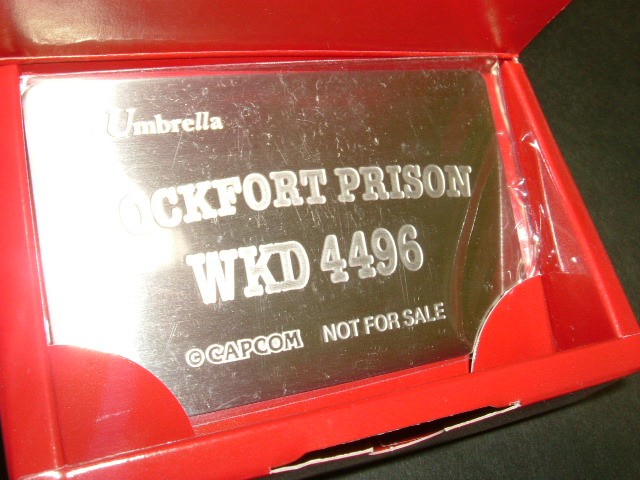 Umbrella
OCKFORT PRISON
WKD 4496
©CAPCOM NOT FOR SALE